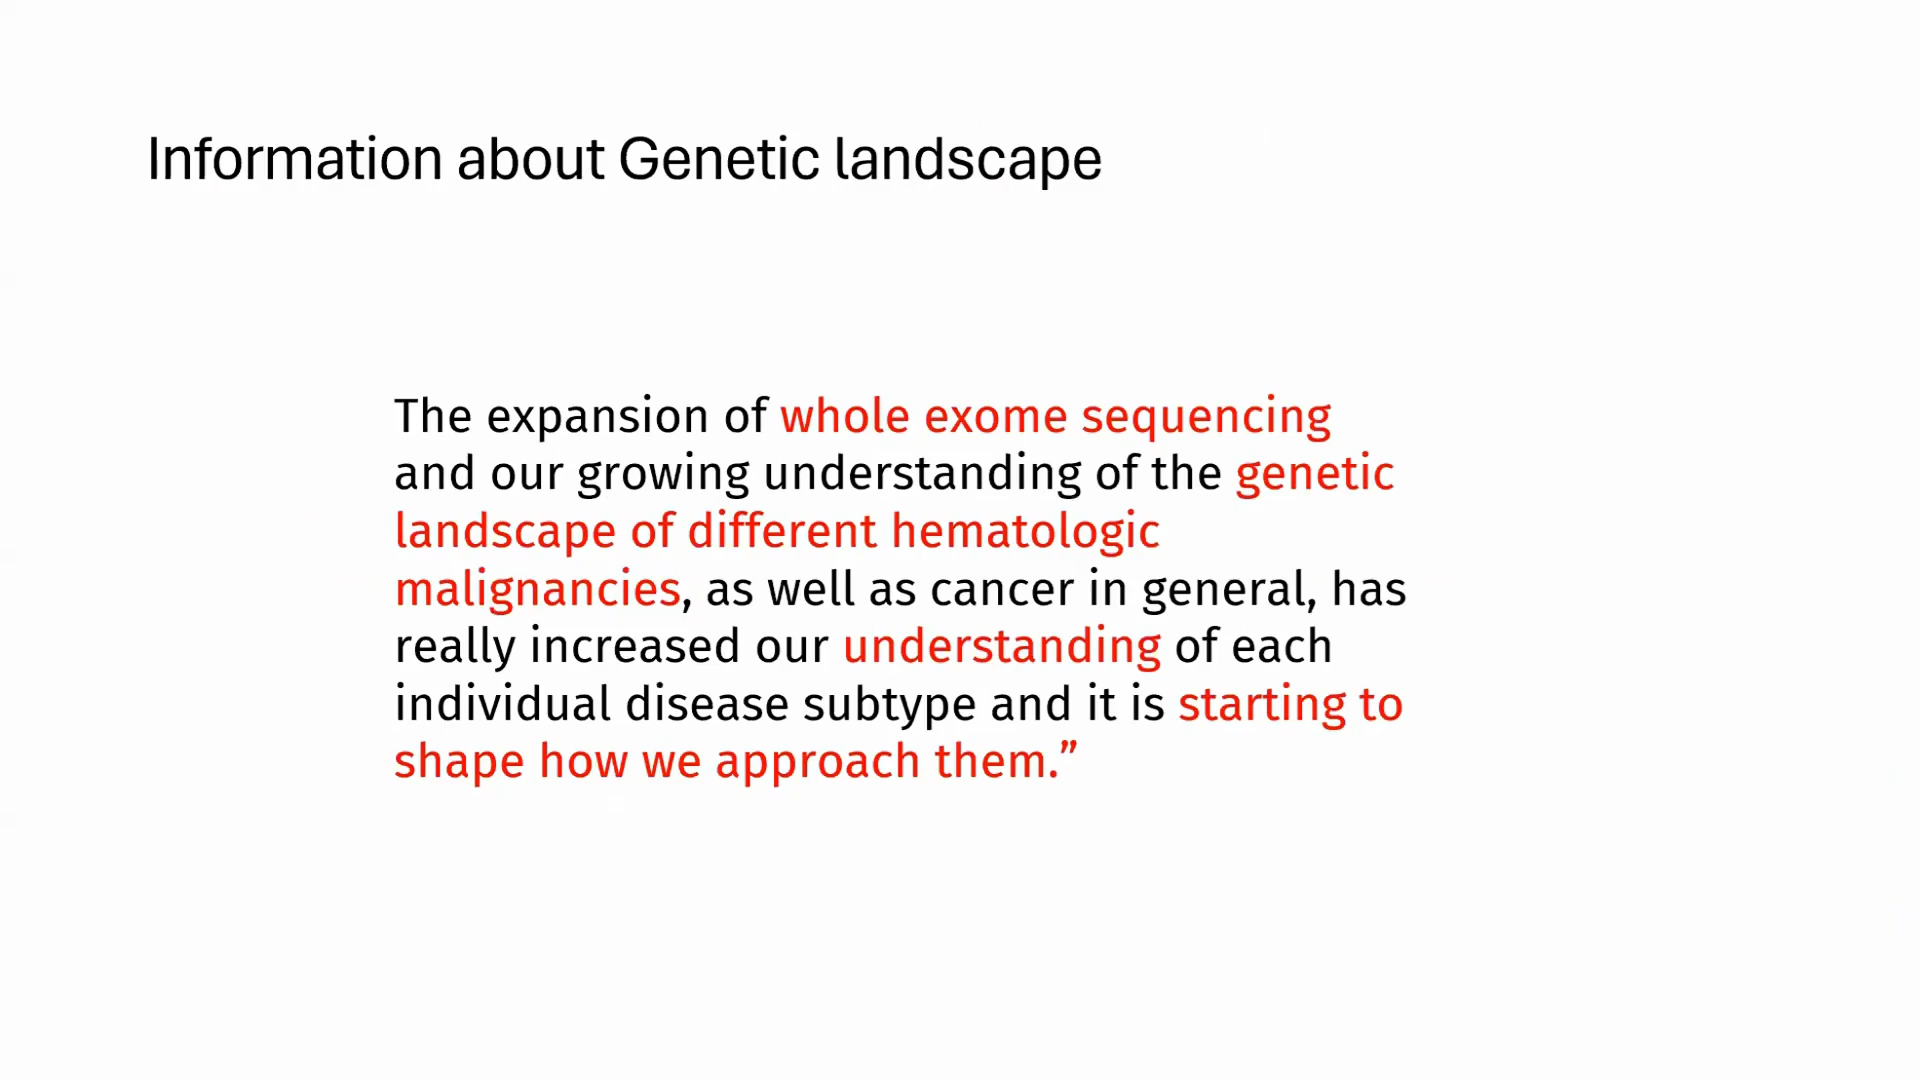 Information about Genetic landscape
The expansion of whole exome sequencing
and our growing understanding of the genetic
landscape of different hematologic
malignancies, as well as cancer in general, has
really increased our understanding of each
individual disease subtype and it is starting to
shape how we approach them.”